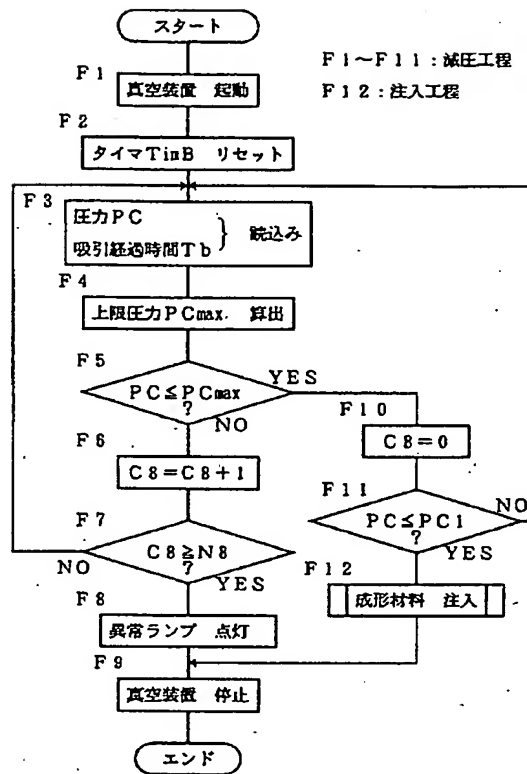 スタート
F1~F11:減圧工程
F12:注入工程
F1
真空装置 起動
F2
タイマTimB リセット
F3
圧力PC
吸引経過時間Tb } 読込み
F4
上限圧力PCmax. 算出
F5
PC≦PCmax
?
YES
NO
F6
C8=C8+1
F7
C8≧N8
?
NO
YES
F8
異常ランプ 点灯
F9
真空装置 停止
エンド
F10
C8=0
F11
PC≦PC1
?
NO
YES
F12
成形材料 注入